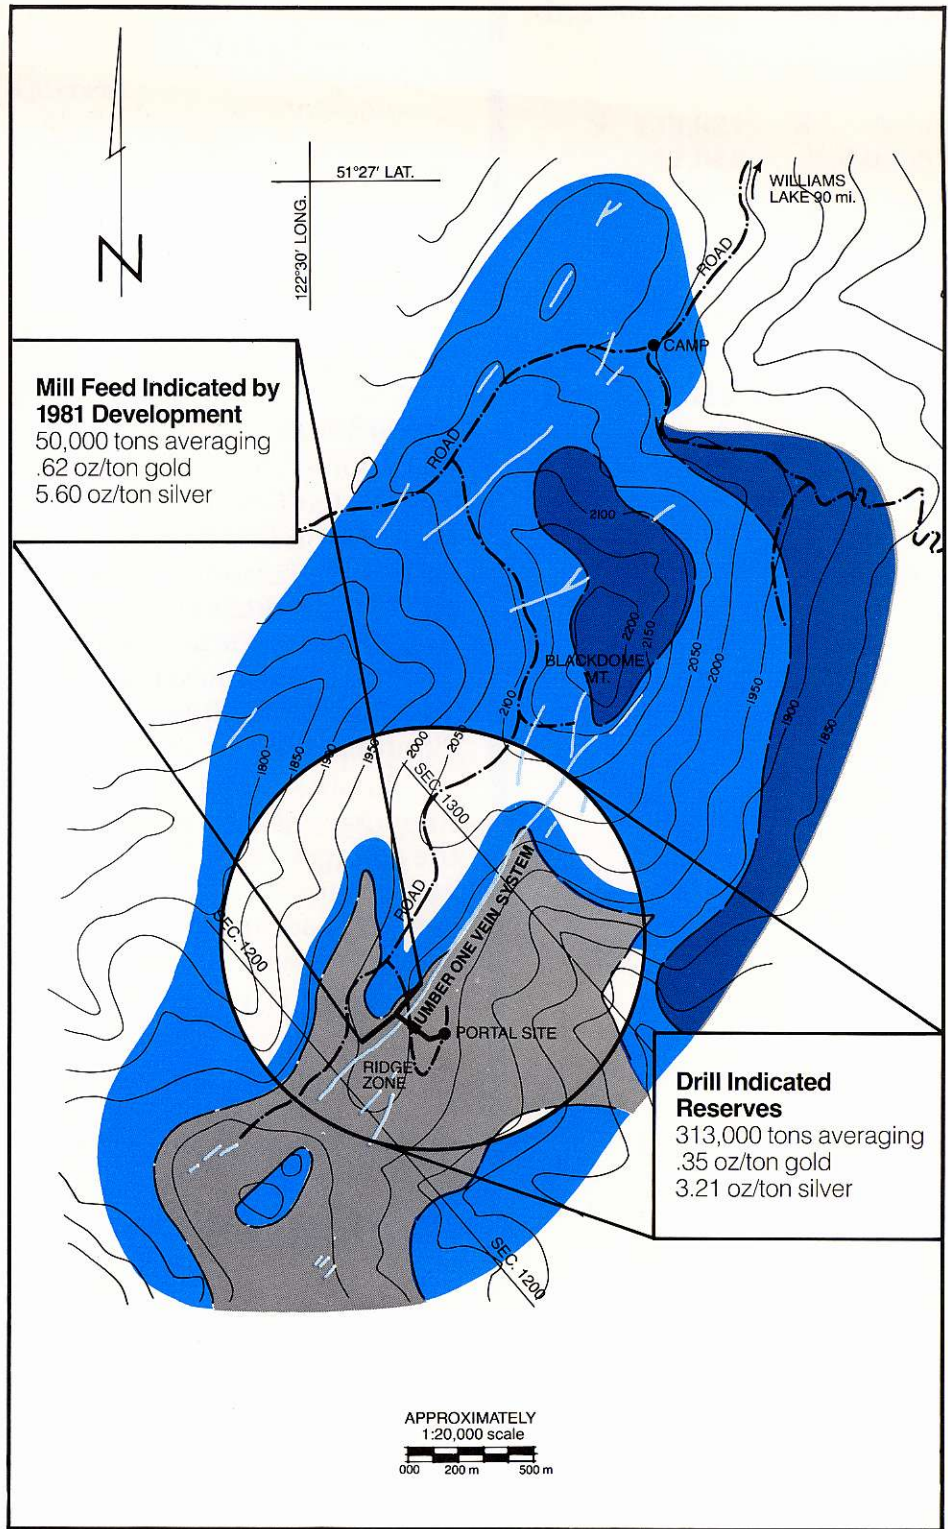 51°27' LAT.
122°30' LONG.
N
WILLIAMS
LAKE 90 mi.
ROAD
CAMP
Mill Feed Indicated by
1981 Development
50,000 tons averaging
.62 oz/ton gold
5.60 oz/ton silver
ROAD
2100
2200
2150
BLACKDOME
MT.
2050
2000
1950
1900
1850
2100
1800
1850
1900
1950
2000
2050
SEC. 1300
ROAD
SEC. 1200
UMBER ONE VEIN SYSTEM
PORTAL SITE
RIDGE
ZONE
Drill Indicated
Reserves
313,000 tons averaging
.35 oz/ton gold
3.21 oz/ton silver
SEC. 1200
APPROXIMATELY
1:20,000 scale
000 200 m 500 m